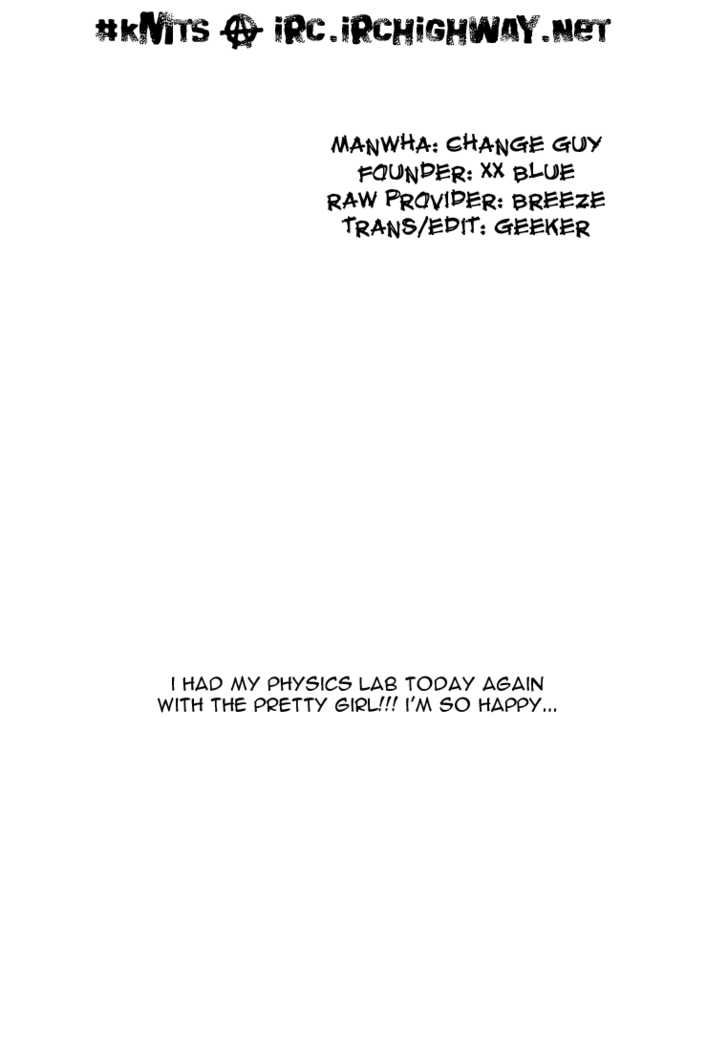 #KMTS @ IRC.IRCHIGHWAY.NET
MANWHA: CHANGE GUY
FOUNDER: XX BLUE
RAW PROVIDER: BREEZE
TRANS/EDIT: GEEKER
I HAD MY PHYSICS LAB TODAY AGAIN
WITH THE PRETTY GIRL!!! I'M SO HAPPY...